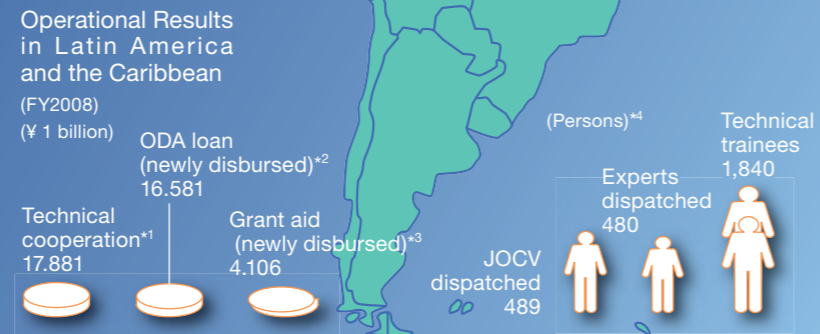 Operational Results
in Latin America
and the Caribbean
(FY2008)
(¥ 1 billion)
Technical
cooperation*1
17.881
ODA loan
(newly disbursed)*2
16.581
Grant aid
(newly disbursed)*3
4.106
(Persons)*4
JOCV
dispatched
489
Experts
dispatched
480
Technical
trainees
1,840